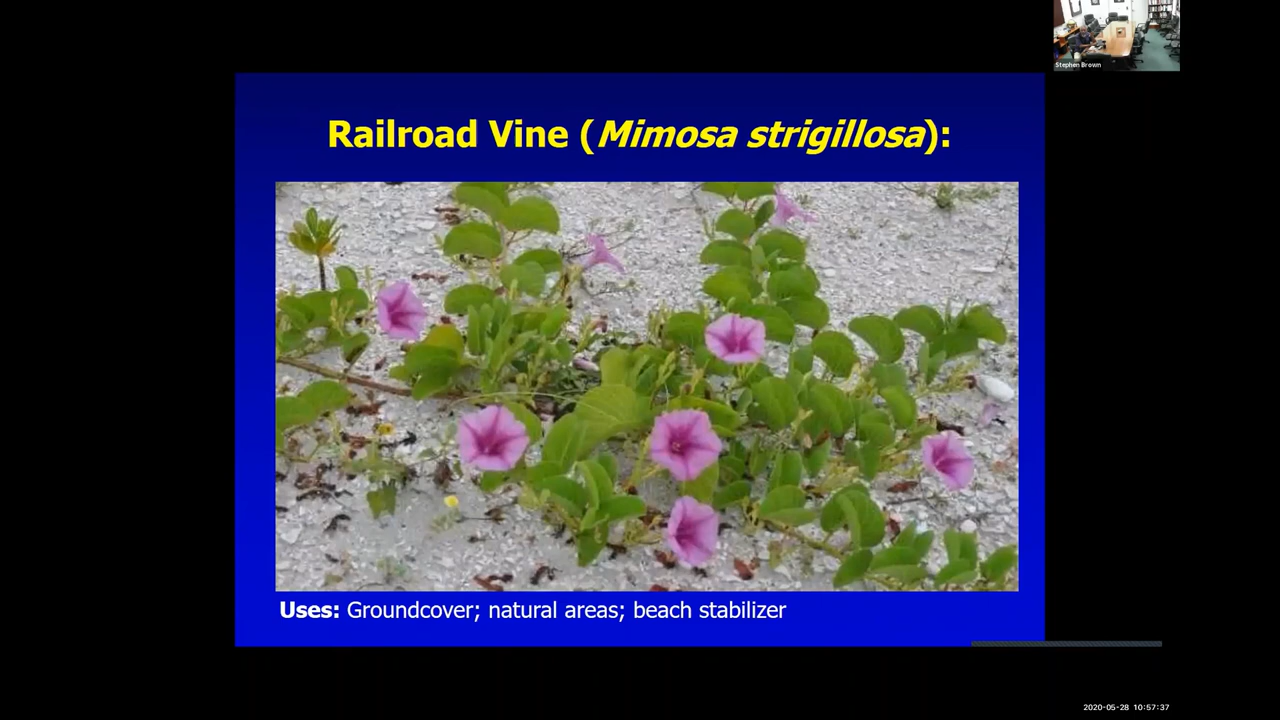 Stephen Brown
Railroad Vine (Mimosa strigillosa):
Uses: Groundcover; natural areas; beach stabilizer
2020-05-28 10:57:37